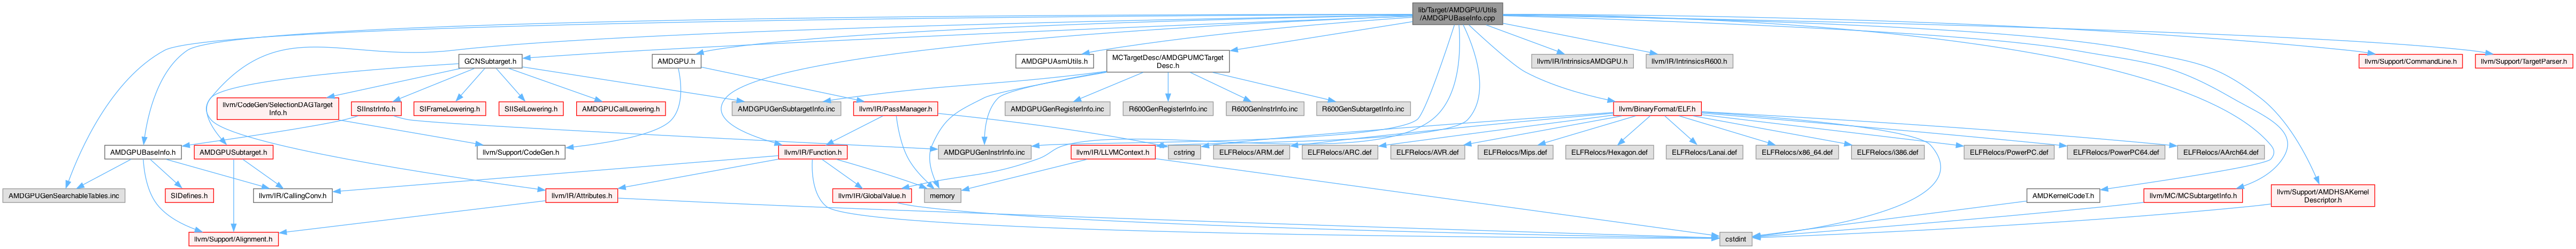 lib/Target/AMDGPU/Utils
/AMDGPUBaseInfo.cpp
GCNSubtarget.h
AMDGPU.h
AMDGPUAsmUtils.h
MCTargetDesc/AMDGPUMCTarget
Desc.h
llvm/IR/IntrinsicsAMDGPU.h
llvm/IR/IntrinsicsR600.h
llvm/Support/CommandLine.h
llvm/Support/TargetParser.h
llvm/CodeGen/SelectionDAGTarget
Info.h
SIInstrInfo.h
SIFrameLowering.h
SIISelLowering.h
AMDGPUCallLowering.h
AMDGPUGenSubtargetInfo.inc
llvm/IR/PassManager.h
AMDGPUGenRegisterInfo.inc
R600GenRegisterInfo.inc
R600GenInstrInfo.inc
R600GenSubtargetInfo.inc
llvm/BinaryFormat/ELF.h
AMDGPUBaseInfo.h
AMDGPUSubtarget.h
llvm/Support/CodeGen.h
llvm/IR/Function.h
AMDGPUGenInstrInfo.inc
llvm/IR/LLVMContext.h
cstring
ELFRelocs/ARM.def
ELFRelocs/ARC.def
ELFRelocs/AVR.def
ELFRelocs/Mips.def
ELFRelocs/Hexagon.def
ELFRelocs/Lanai.def
ELFRelocs/x86_64.def
ELFRelocs/i386.def
ELFRelocs/PowerPC.def
ELFRelocs/PowerPC64.def
ELFRelocs/AArch64.def
AMDGPUGenSearchableTables.inc
SIDefines.h
llvm/IR/CallingConv.h
llvm/IR/Attributes.h
llvm/IR/GlobalValue.h
memory
AMDKernelCodeT.h
llvm/MC/MCSubtargetInfo.h
llvm/Support/AMDHSAKernel
Descriptor.h
llvm/Support/Alignment.h
cstdint